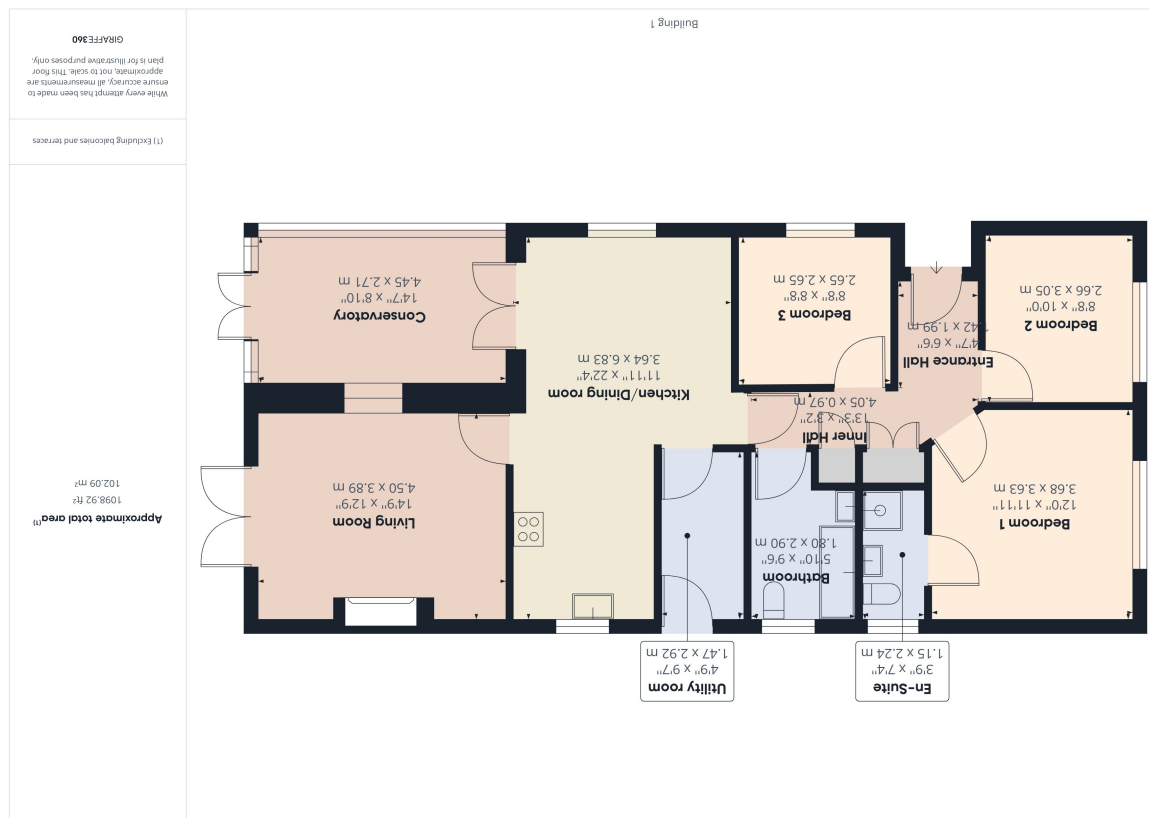 En-Suite
3'9" x 7'4"
1.15 x 2.24 m
Utility room
4'9" x 9'7"
1.47 x 2.92 m
Bathroom
5'10" x 9'6"
1.80 x 2.90 m
Bedroom 1
12'0" x 11'11"
3.68 x 3.63 m
Living Room
14'9" x 12'9"
4.50 x 3.89 m
Inner Hall
13'3" x 3'2"
4.05 x 0.97 m
Kitchen/Dining room
11'11" x 22'4"
3.64 x 6.83 m
Entrance Hall
4'7" x 6'6"
1.42 x 1.99 m
Bedroom 2
8'8" x 10'0"
2.66 x 3.05 m
Bedroom 3
8'8" x 8'8"
2.65 x 2.65 m
Conservatory
14'7" x 8'10"
4.45 x 2.71 m
Building 1
Approximate total area(1)
1098.92 ft²
102.09 m²
(1) Excluding balconies and terraces
While every attempt has been made to
ensure accuracy, all measurements are
approximate, not to scale. This floor
plan is for illustrative purposes only.
GIRAFFE360